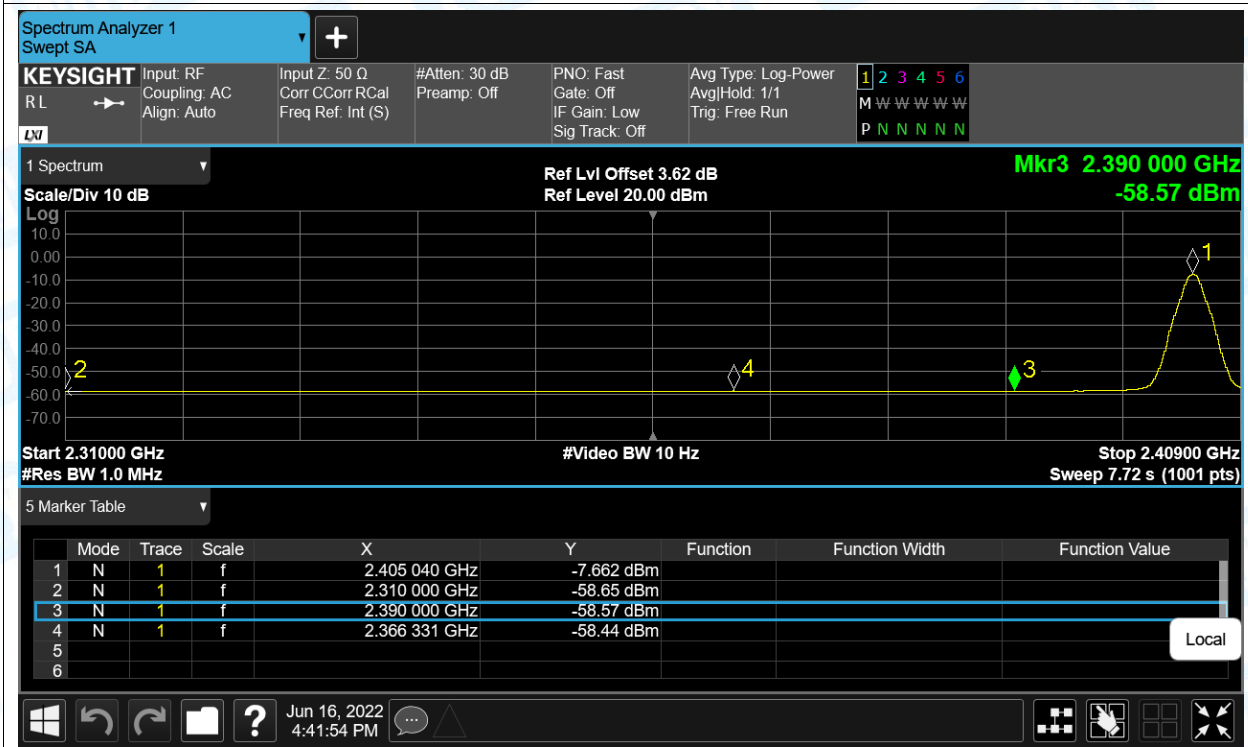 Spectrum Analyzer 1
Swept SA
KEYSIGHT Input: RF Input Z: 50 Ω #Atten: 30 dB PNO: Fast Avg Type: Log-Power 1 2 3 4 5 6
RL Coupling: AC Corr CCorr RCal Preamp: Off Gate: Off Avg|Hold: 1/1 M W W W W W
Align: Auto Freq Ref: Int (S) IF Gain: Low Trig: Free Run
LXI Sig Track: Off P N N N N N
1 Spectrum Ref Lvl Offset 3.62 dB Mkr3 2.390 000 GHz
Scale/Div 10 dB Ref Level 20.00 dBm -58.57 dBm
Log
10.0
0.00 1
-10.0
-20.0
-30.0
-40.0
-50.0 2 4 3
-60.0
-70.0
Start 2.31000 GHz #Video BW 10 Hz Stop 2.40900 GHz
#Res BW 1.0 MHz Sweep 7.72 s (1001 pts)
5 Marker Table
Mode Trace Scale X Y Function Function Width Function Value
1 N 1 f 2.405 040 GHz -7.662 dBm
2 N 1 f 2.310 000 GHz -58.65 dBm
3 N 1 f 2.390 000 GHz -58.57 dBm
4 N 1 f 2.366 331 GHz -58.44 dBm
5
6
Local
? Jun 16, 2022
4:41:54 PM